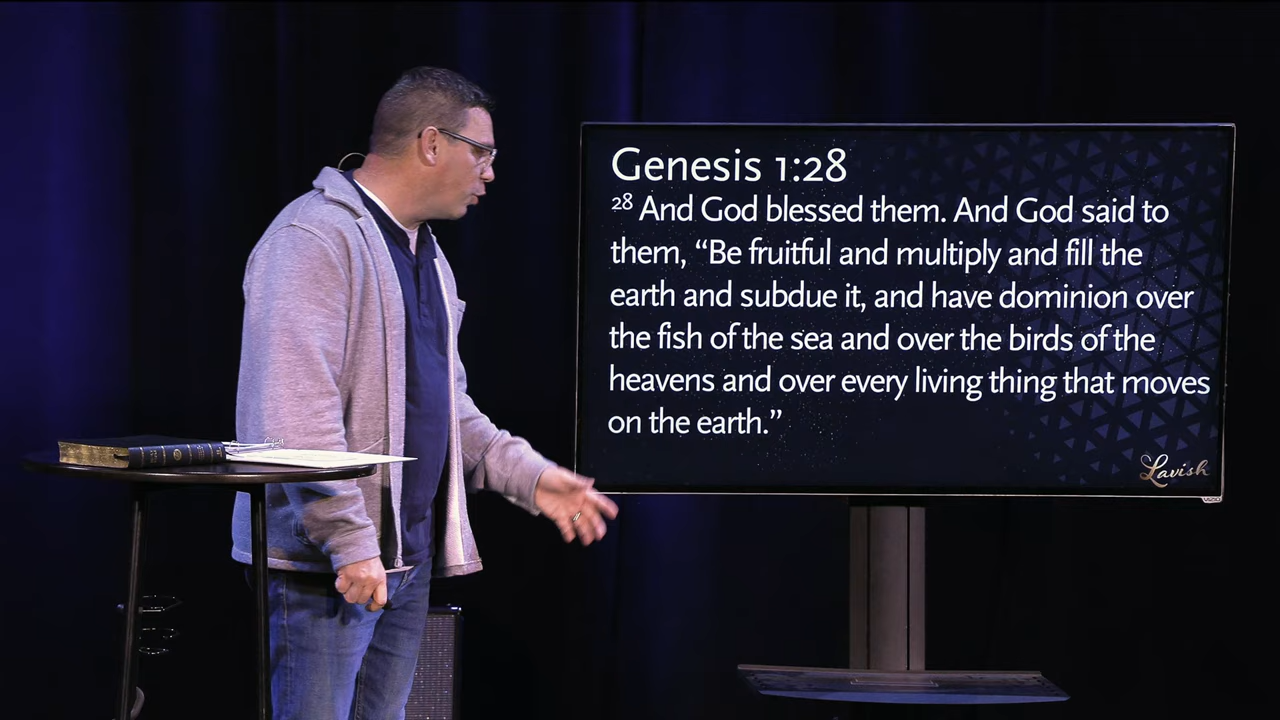 Genesis 1:28
28 And God blessed them. And God said to
them, “Be fruitful and multiply and fill the
earth and subdue it, and have dominion over
the fish of the sea and over the birds of the
heavens and over every living thing that moves
on the earth.”
Lavish